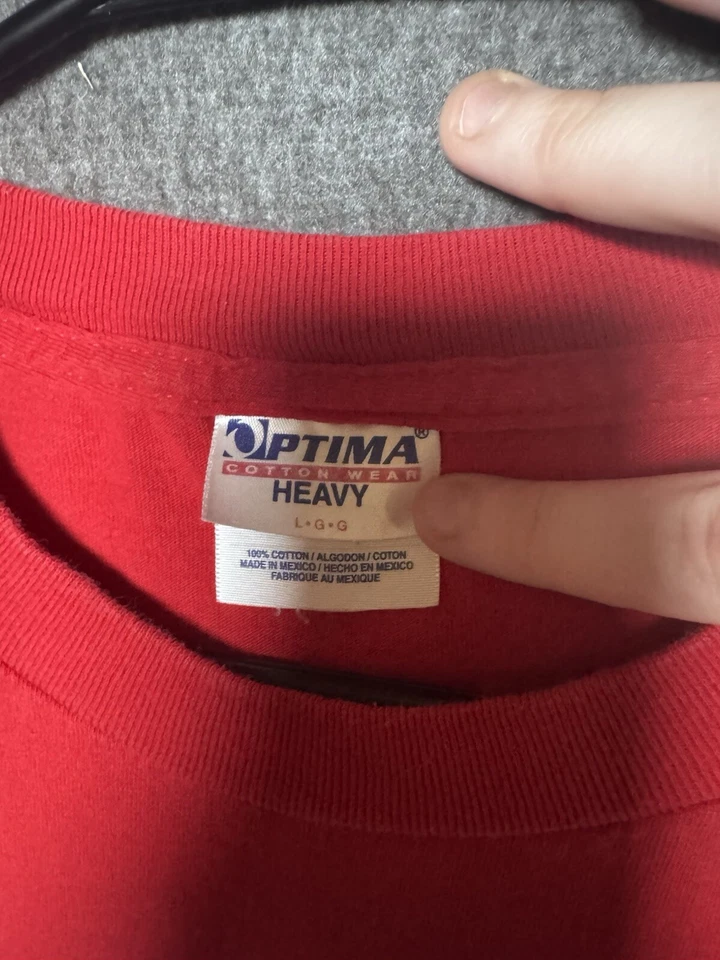 OPTIMA®
COTTON WEAR
HEAVY
L•G•G
100% COTTON / ALGODON / COTON
MADE IN MEXICO / HECHO EN MEXICO
FABRIQUE AU MEXIQUE